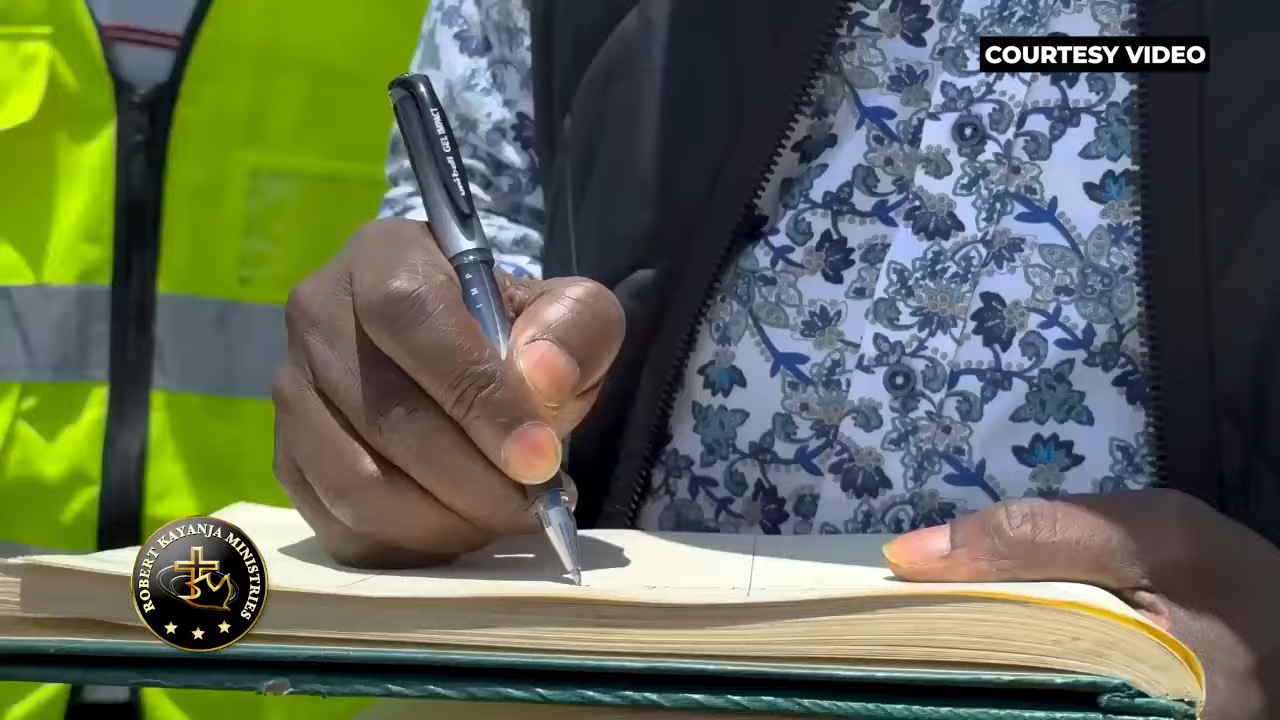 COURTESY VIDEO
uni-ball GEL IMPACT
I M P
ROBERT KAYANJA MINISTRIES